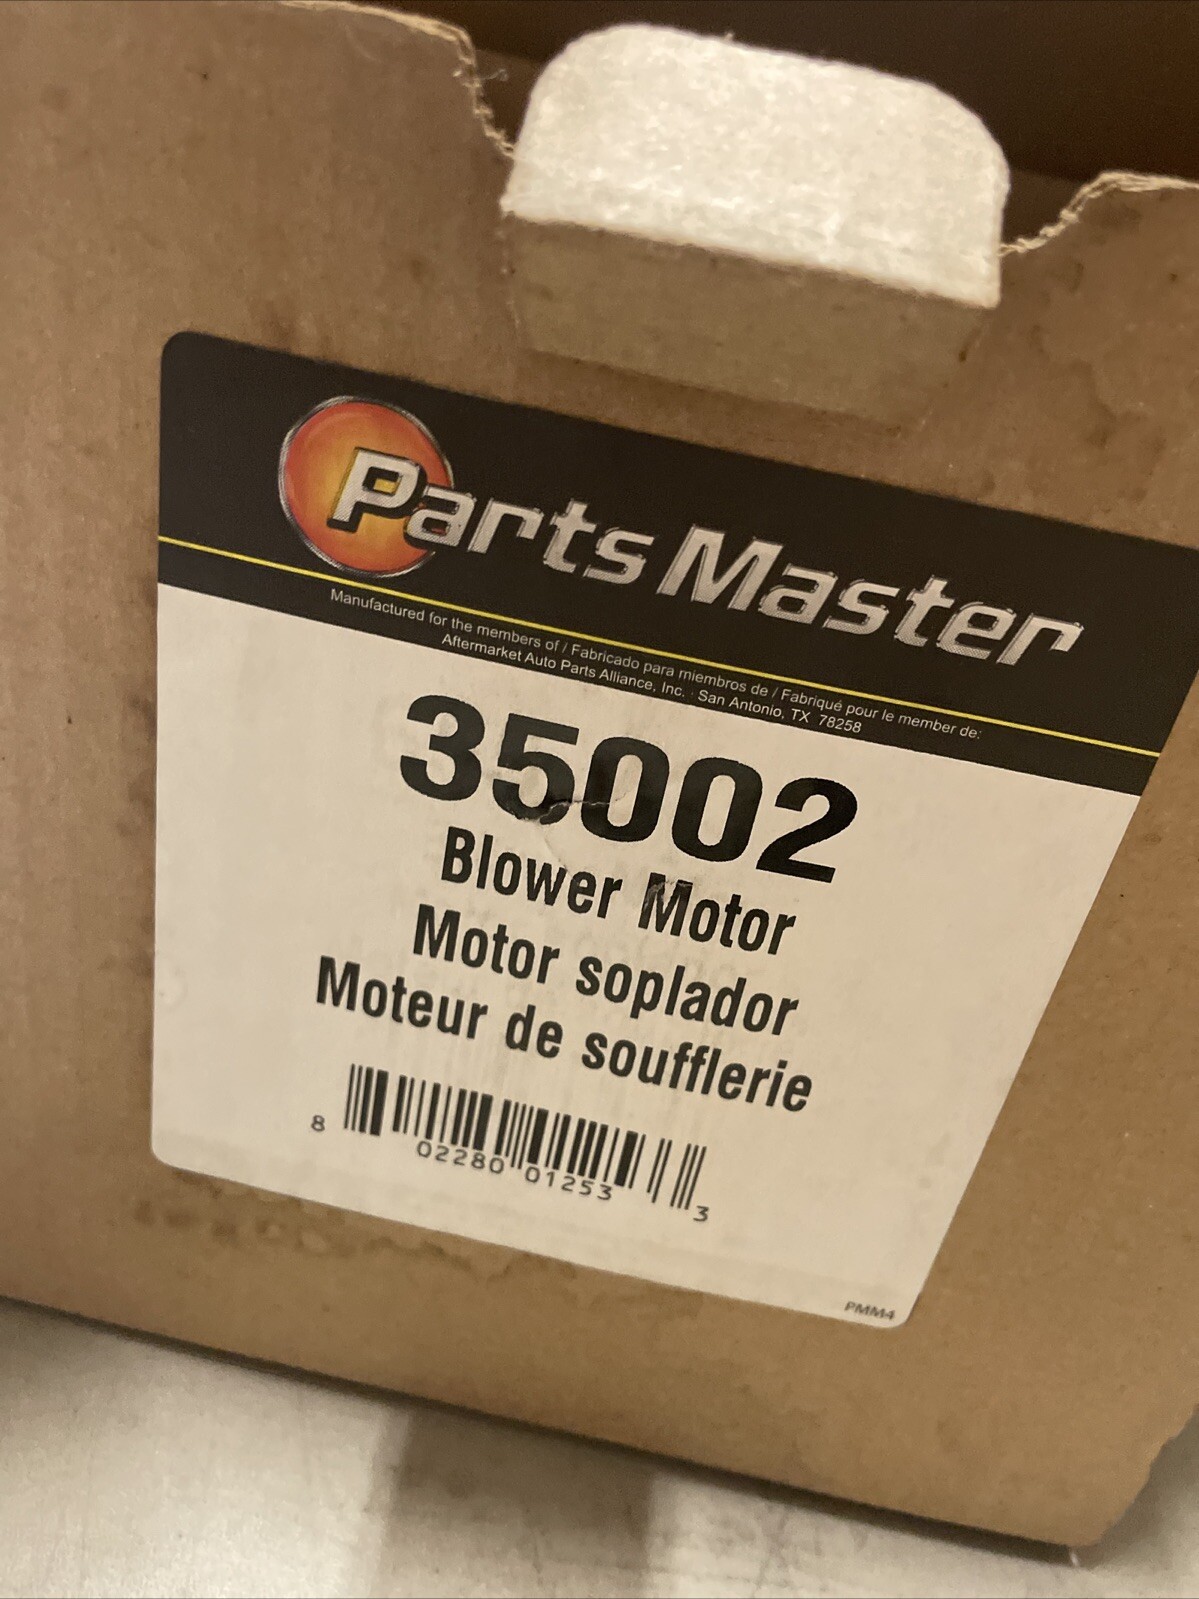 Parts Master
Manufactured for the members of / Fabricado para miembros de / Fabriqué pour le member de:
Aftermarket Auto Parts Alliance, Inc. · San Antonio, TX 78258
35002
Blower Motor
Motor soplador
Moteur de soufflerie
8 02280 01253 3
PMM4